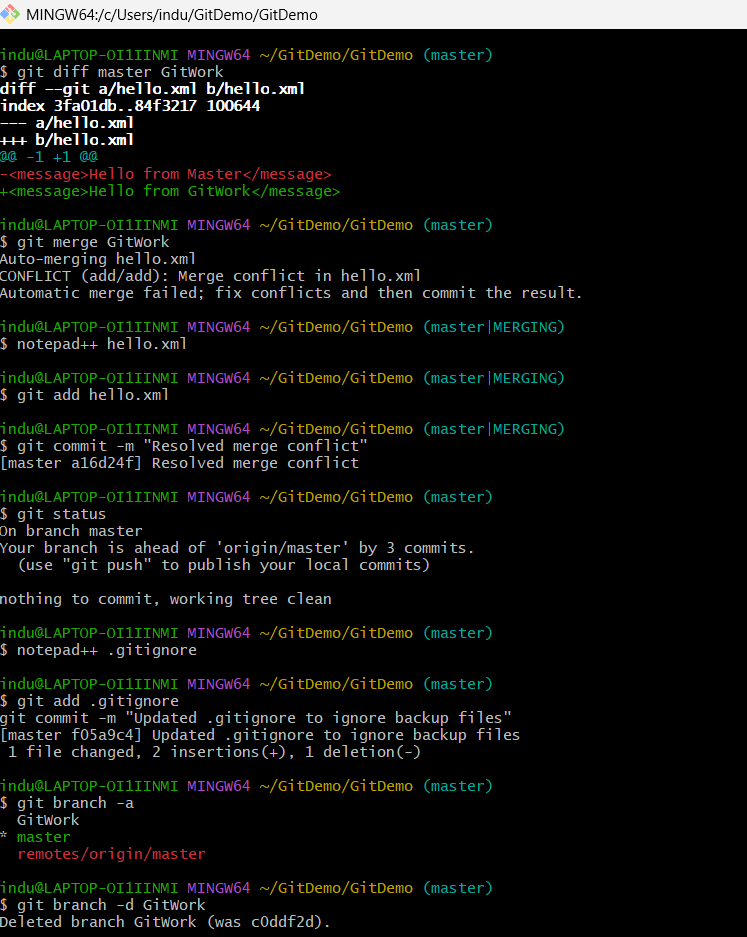 MINGW64:/c/Users/indu/GitDemo/GitDemo
indu@LAPTOP-OI1IINMI MINGW64 ~/GitDemo/GitDemo (master)
$ git diff master GitWork
diff --git a/hello.xml b/hello.xml
index 3fa01db..84f3217 100644
--- a/hello.xml
+++ b/hello.xml
@@ -1 +1 @@
-<message>Hello from Master</message>
+<message>Hello from GitWork</message>
indu@LAPTOP-OI1IINMI MINGW64 ~/GitDemo/GitDemo (master)
$ git merge GitWork
Auto-merging hello.xml
CONFLICT (add/add): Merge conflict in hello.xml
Automatic merge failed; fix conflicts and then commit the result.
indu@LAPTOP-OI1IINMI MINGW64 ~/GitDemo/GitDemo (master|MERGING)
$ notepad++ hello.xml
indu@LAPTOP-OI1IINMI MINGW64 ~/GitDemo/GitDemo (master|MERGING)
$ git add hello.xml
indu@LAPTOP-OI1IINMI MINGW64 ~/GitDemo/GitDemo (master|MERGING)
$ git commit -m "Resolved merge conflict"
[master a16d24f] Resolved merge conflict
indu@LAPTOP-OI1IINMI MINGW64 ~/GitDemo/GitDemo (master)
$ git status
On branch master
Your branch is ahead of 'origin/master' by 3 commits.
  (use "git push" to publish your local commits)
nothing to commit, working tree clean
indu@LAPTOP-OI1IINMI MINGW64 ~/GitDemo/GitDemo (master)
$ notepad++ .gitignore
indu@LAPTOP-OI1IINMI MINGW64 ~/GitDemo/GitDemo (master)
$ git add .gitignore
git commit -m "Updated .gitignore to ignore backup files"
[master f05a9c4] Updated .gitignore to ignore backup files
 1 file changed, 2 insertions(+), 1 deletion(-)
indu@LAPTOP-OI1IINMI MINGW64 ~/GitDemo/GitDemo (master)
$ git branch -a
  GitWork
* master
  remotes/origin/master
indu@LAPTOP-OI1IINMI MINGW64 ~/GitDemo/GitDemo (master)
$ git branch -d GitWork
Deleted branch GitWork (was c0ddf2d).